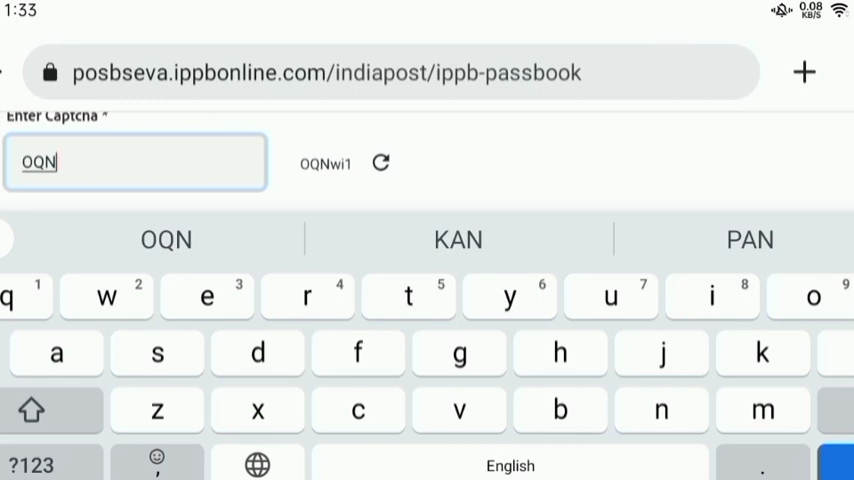 1:33
0.08
KB/S
posbseva.ippbonline.com/indiapost/ippb-passbook
Enter Captcha *
OQN
OQNwi1
OQN KAN PAN
q 1 w 2 e 3 r 4 t 5 y 6 u 7 i 8 o 9
a s d f g h j k
z x c v b n m
?123 , English .